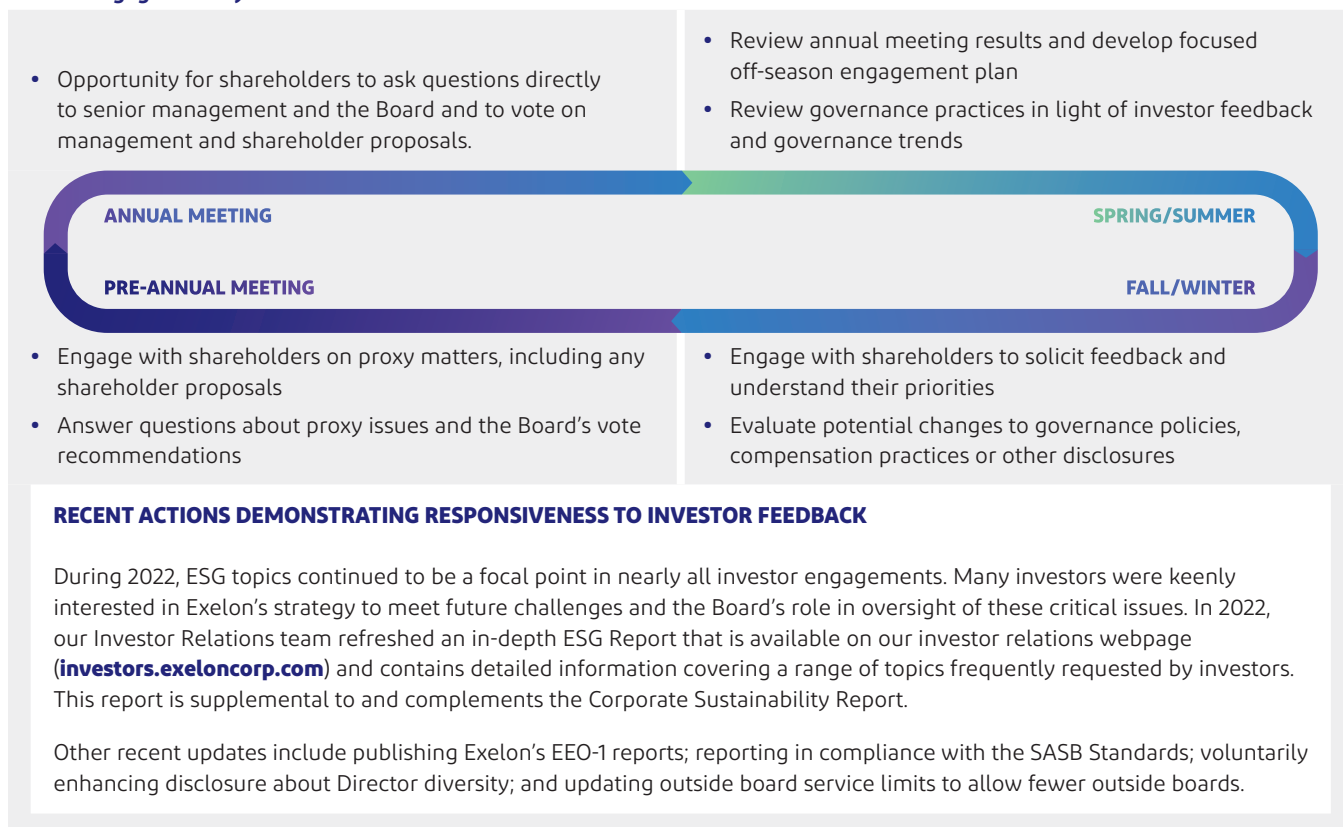 • Opportunity for shareholders to ask questions directly
to senior management and the Board and to vote on
management and shareholder proposals.
• Review annual meeting results and develop focused
off-season engagement plan
• Review governance practices in light of investor feedback
and governance trends
ANNUAL MEETING
SPRING/SUMMER
PRE-ANNUAL MEETING
FALL/WINTER
• Engage with shareholders on proxy matters, including any
shareholder proposals
• Answer questions about proxy issues and the Board’s vote
recommendations
• Engage with shareholders to solicit feedback and
understand their priorities
• Evaluate potential changes to governance policies,
compensation practices or other disclosures
RECENT ACTIONS DEMONSTRATING RESPONSIVENESS TO INVESTOR FEEDBACK
During 2022, ESG topics continued to be a focal point in nearly all investor engagements. Many investors were keenly
interested in Exelon’s strategy to meet future challenges and the Board’s role in oversight of these critical issues. In 2022,
our Investor Relations team refreshed an in-depth ESG Report that is available on our investor relations webpage
(investors.exeloncorp.com) and contains detailed information covering a range of topics frequently requested by investors.
This report is supplemental to and complements the Corporate Sustainability Report.
Other recent updates include publishing Exelon’s EEO-1 reports; reporting in compliance with the SASB Standards; voluntarily
enhancing disclosure about Director diversity; and updating outside board service limits to allow fewer outside boards.